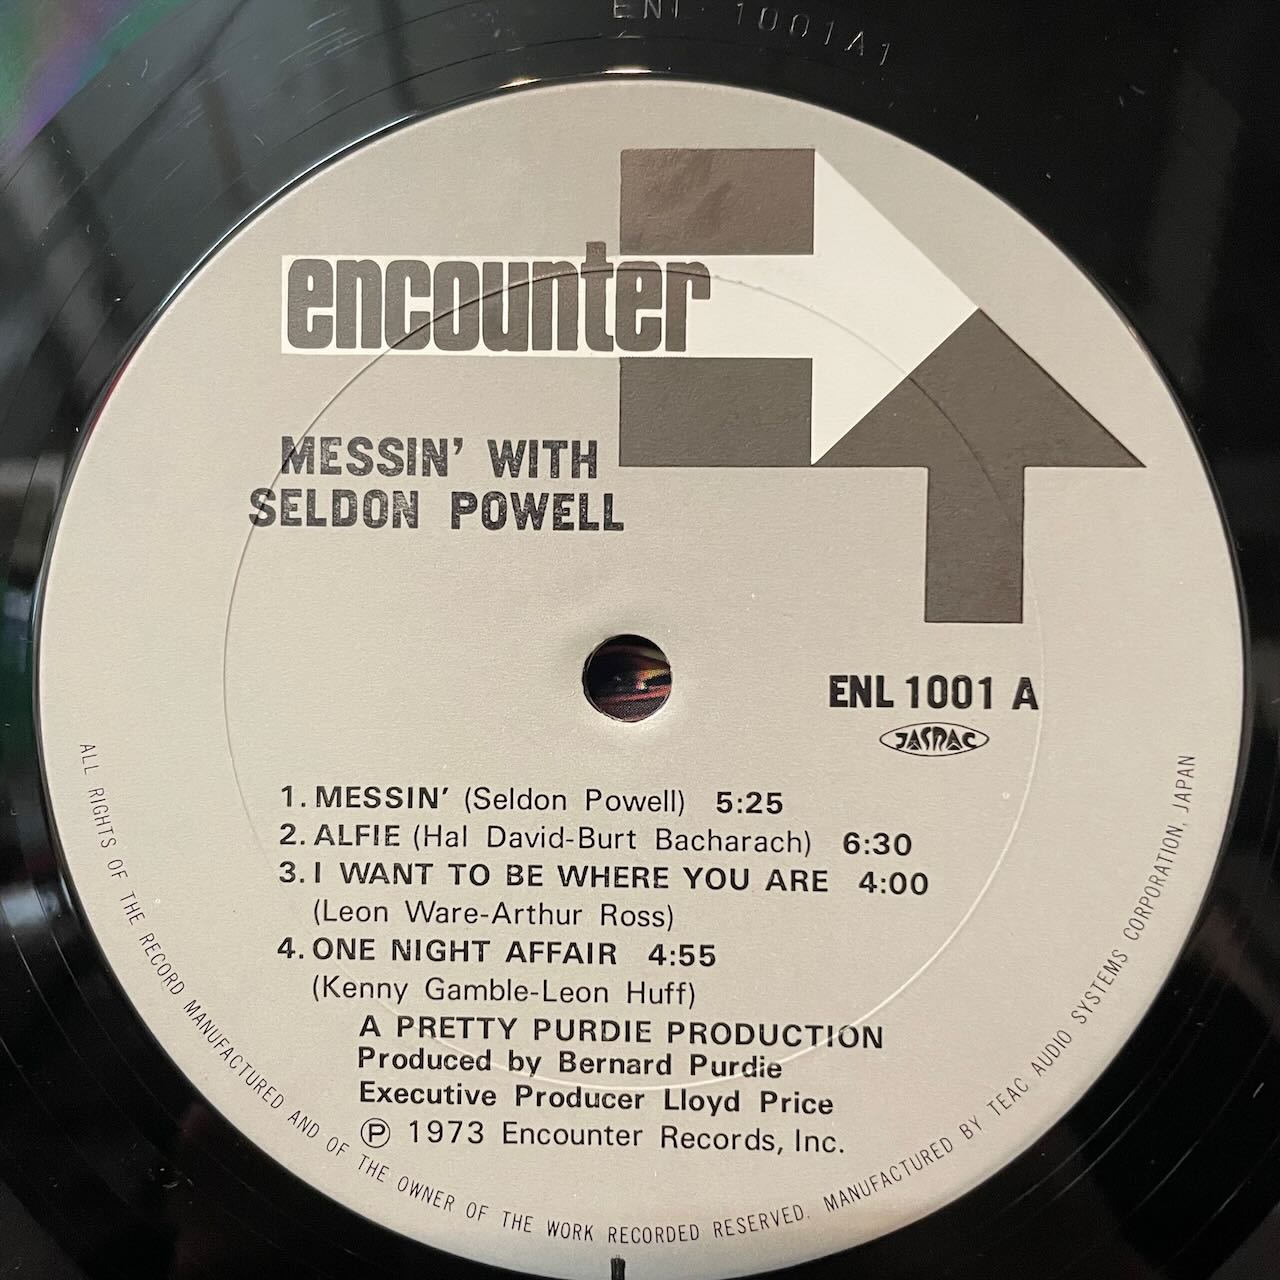 ENL 1001A1
encounter
MESSIN' WITH
SELDON POWELL
ENL 1001 A
JASRAC
1. MESSIN' (Seldon Powell) 5:25
2. ALFIE (Hal David-Burt Bacharach) 6:30
3. I WANT TO BE WHERE YOU ARE 4:00
(Leon Ware-Arthur Ross)
4. ONE NIGHT AFFAIR 4:55
(Kenny Gamble-Leon Huff)
A PRETTY PURDIE PRODUCTION
Produced by Bernard Purdie
Executive Producer Lloyd Price
℗ 1973 Encounter Records, Inc.
ALL RIGHTS OF THE RECORD MANUFACTURED AND OF THE OWNER OF THE WORK RECORDED RESERVED. MANUFACTURED BY TEAC AUDIO SYSTEMS CORPORATION, JAPAN